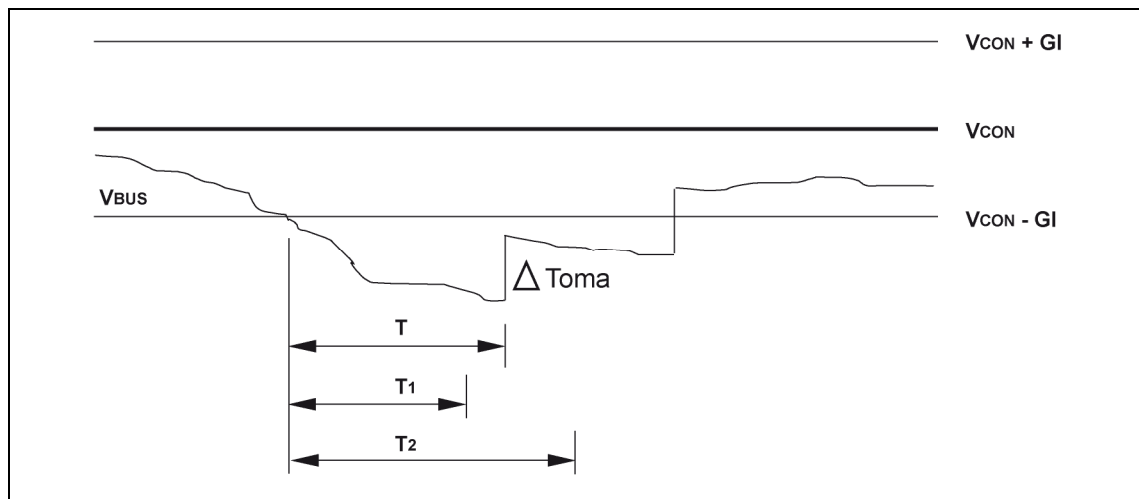 VCON + GI
VCON
VBUS
VCON - GI
Δ Toma
T
T1
T2